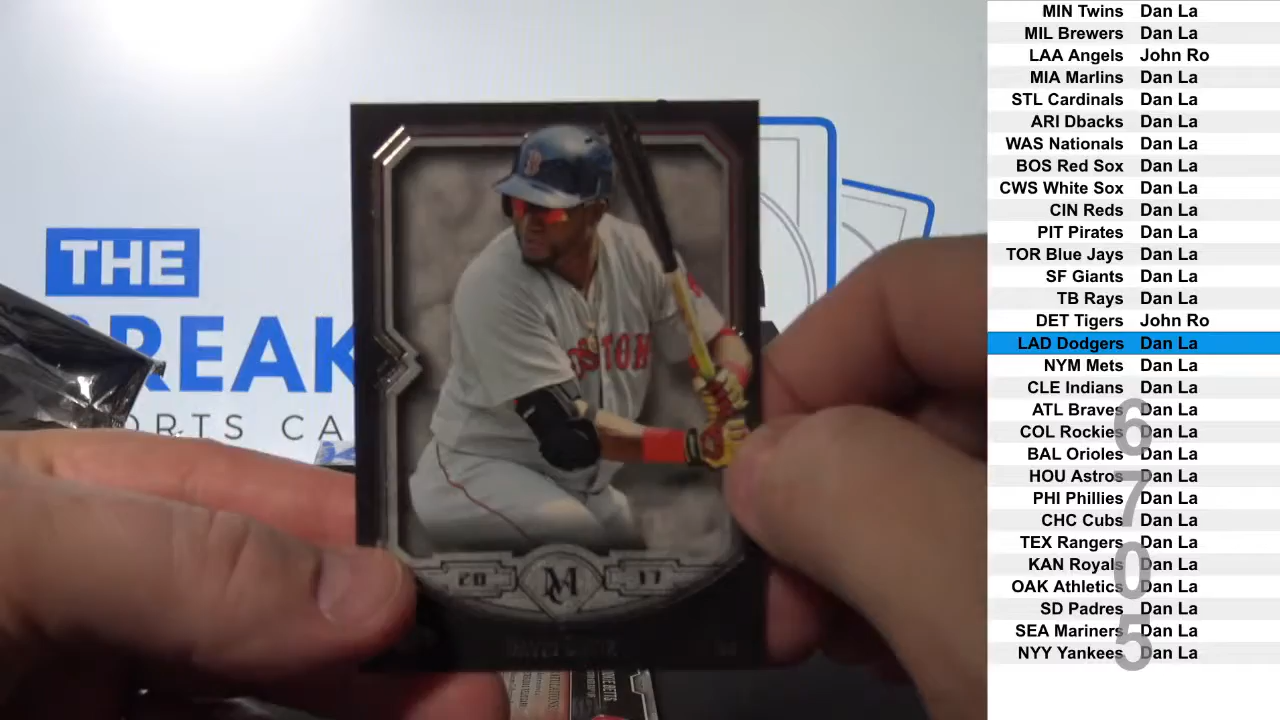 THE
BREAK
ORTS CA
B
BOSTON
20 17
DAVID ORTIZ
MIN Twins Dan La
MIL Brewers Dan La
LAA Angels John Ro
MIA Marlins Dan La
STL Cardinals Dan La
ARI Dbacks Dan La
WAS Nationals Dan La
BOS Red Sox Dan La
CWS White Sox Dan La
CIN Reds Dan La
PIT Pirates Dan La
TOR Blue Jays Dan La
SF Giants Dan La
TB Rays Dan La
DET Tigers John Ro
LAD Dodgers Dan La
NYM Mets Dan La
CLE Indians Dan La
ATL Braves Dan La
COL Rockies Dan La
BAL Orioles Dan La
HOU Astros Dan La
PHI Phillies Dan La
CHC Cubs Dan La
TEX Rangers Dan La
KAN Royals Dan La
OAK Athletics Dan La
SD Padres Dan La
SEA Mariners Dan La
NYY Yankees Dan La
6
7
0
5